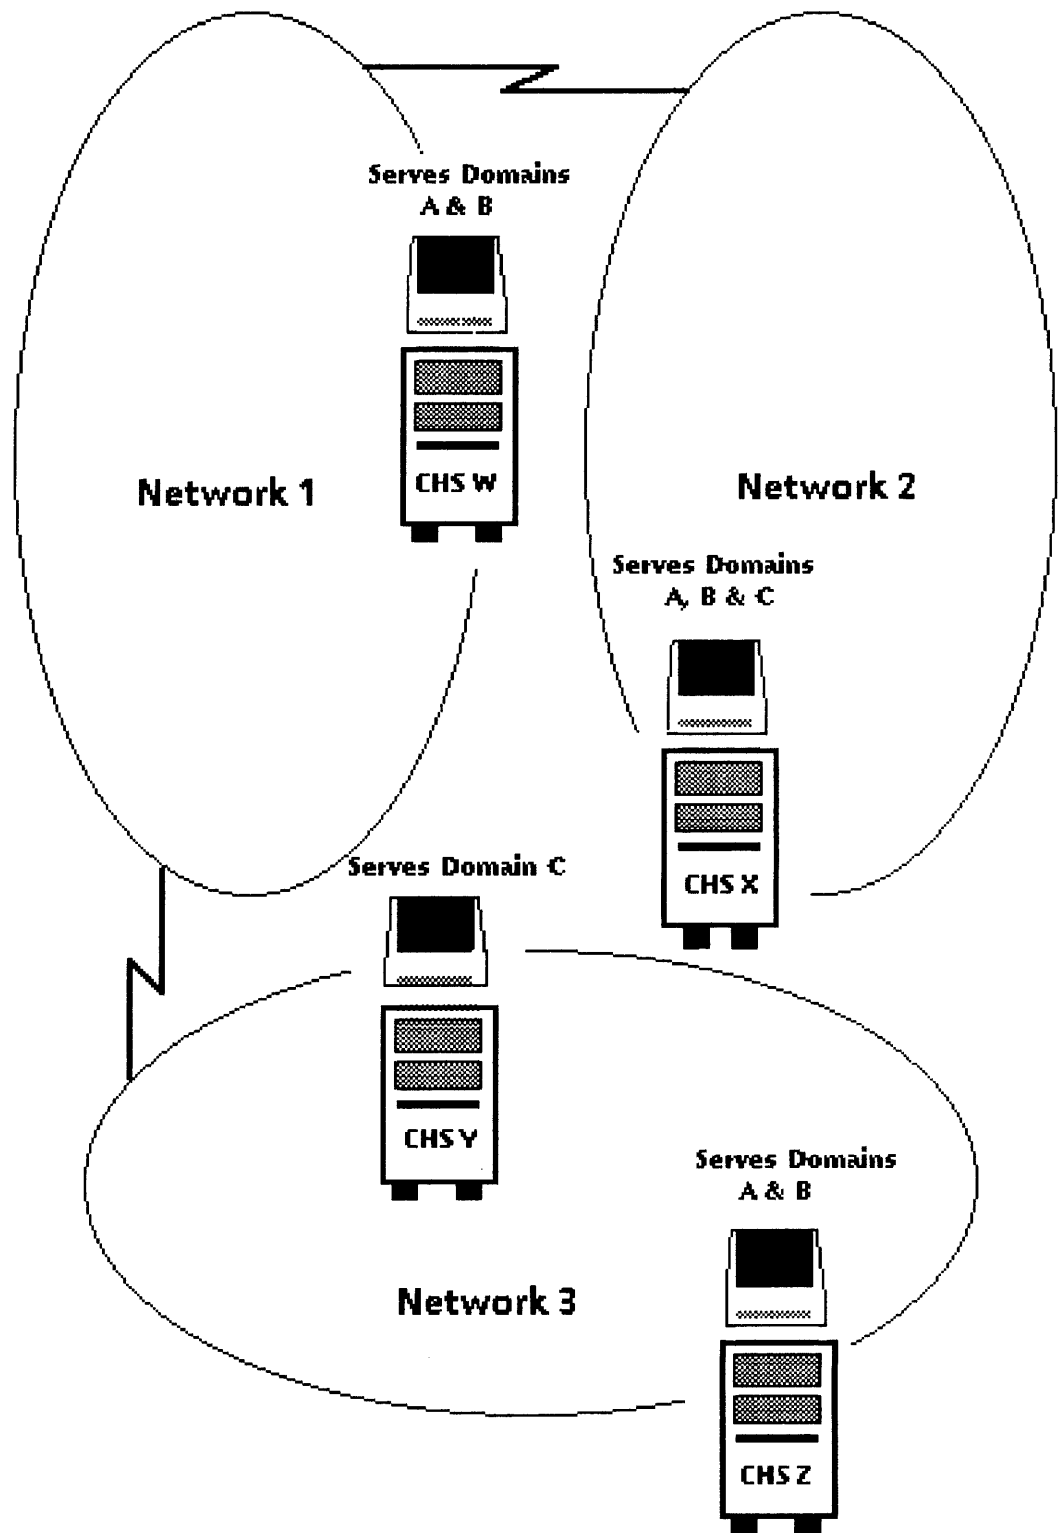 Serves Domains
A & B
CHS W
Network 1
Network 2
Serves Domains
A, B & C
CHS X
Serves Domain C
CHS Y
Serves Domains
A & B
Network 3
CHS Z